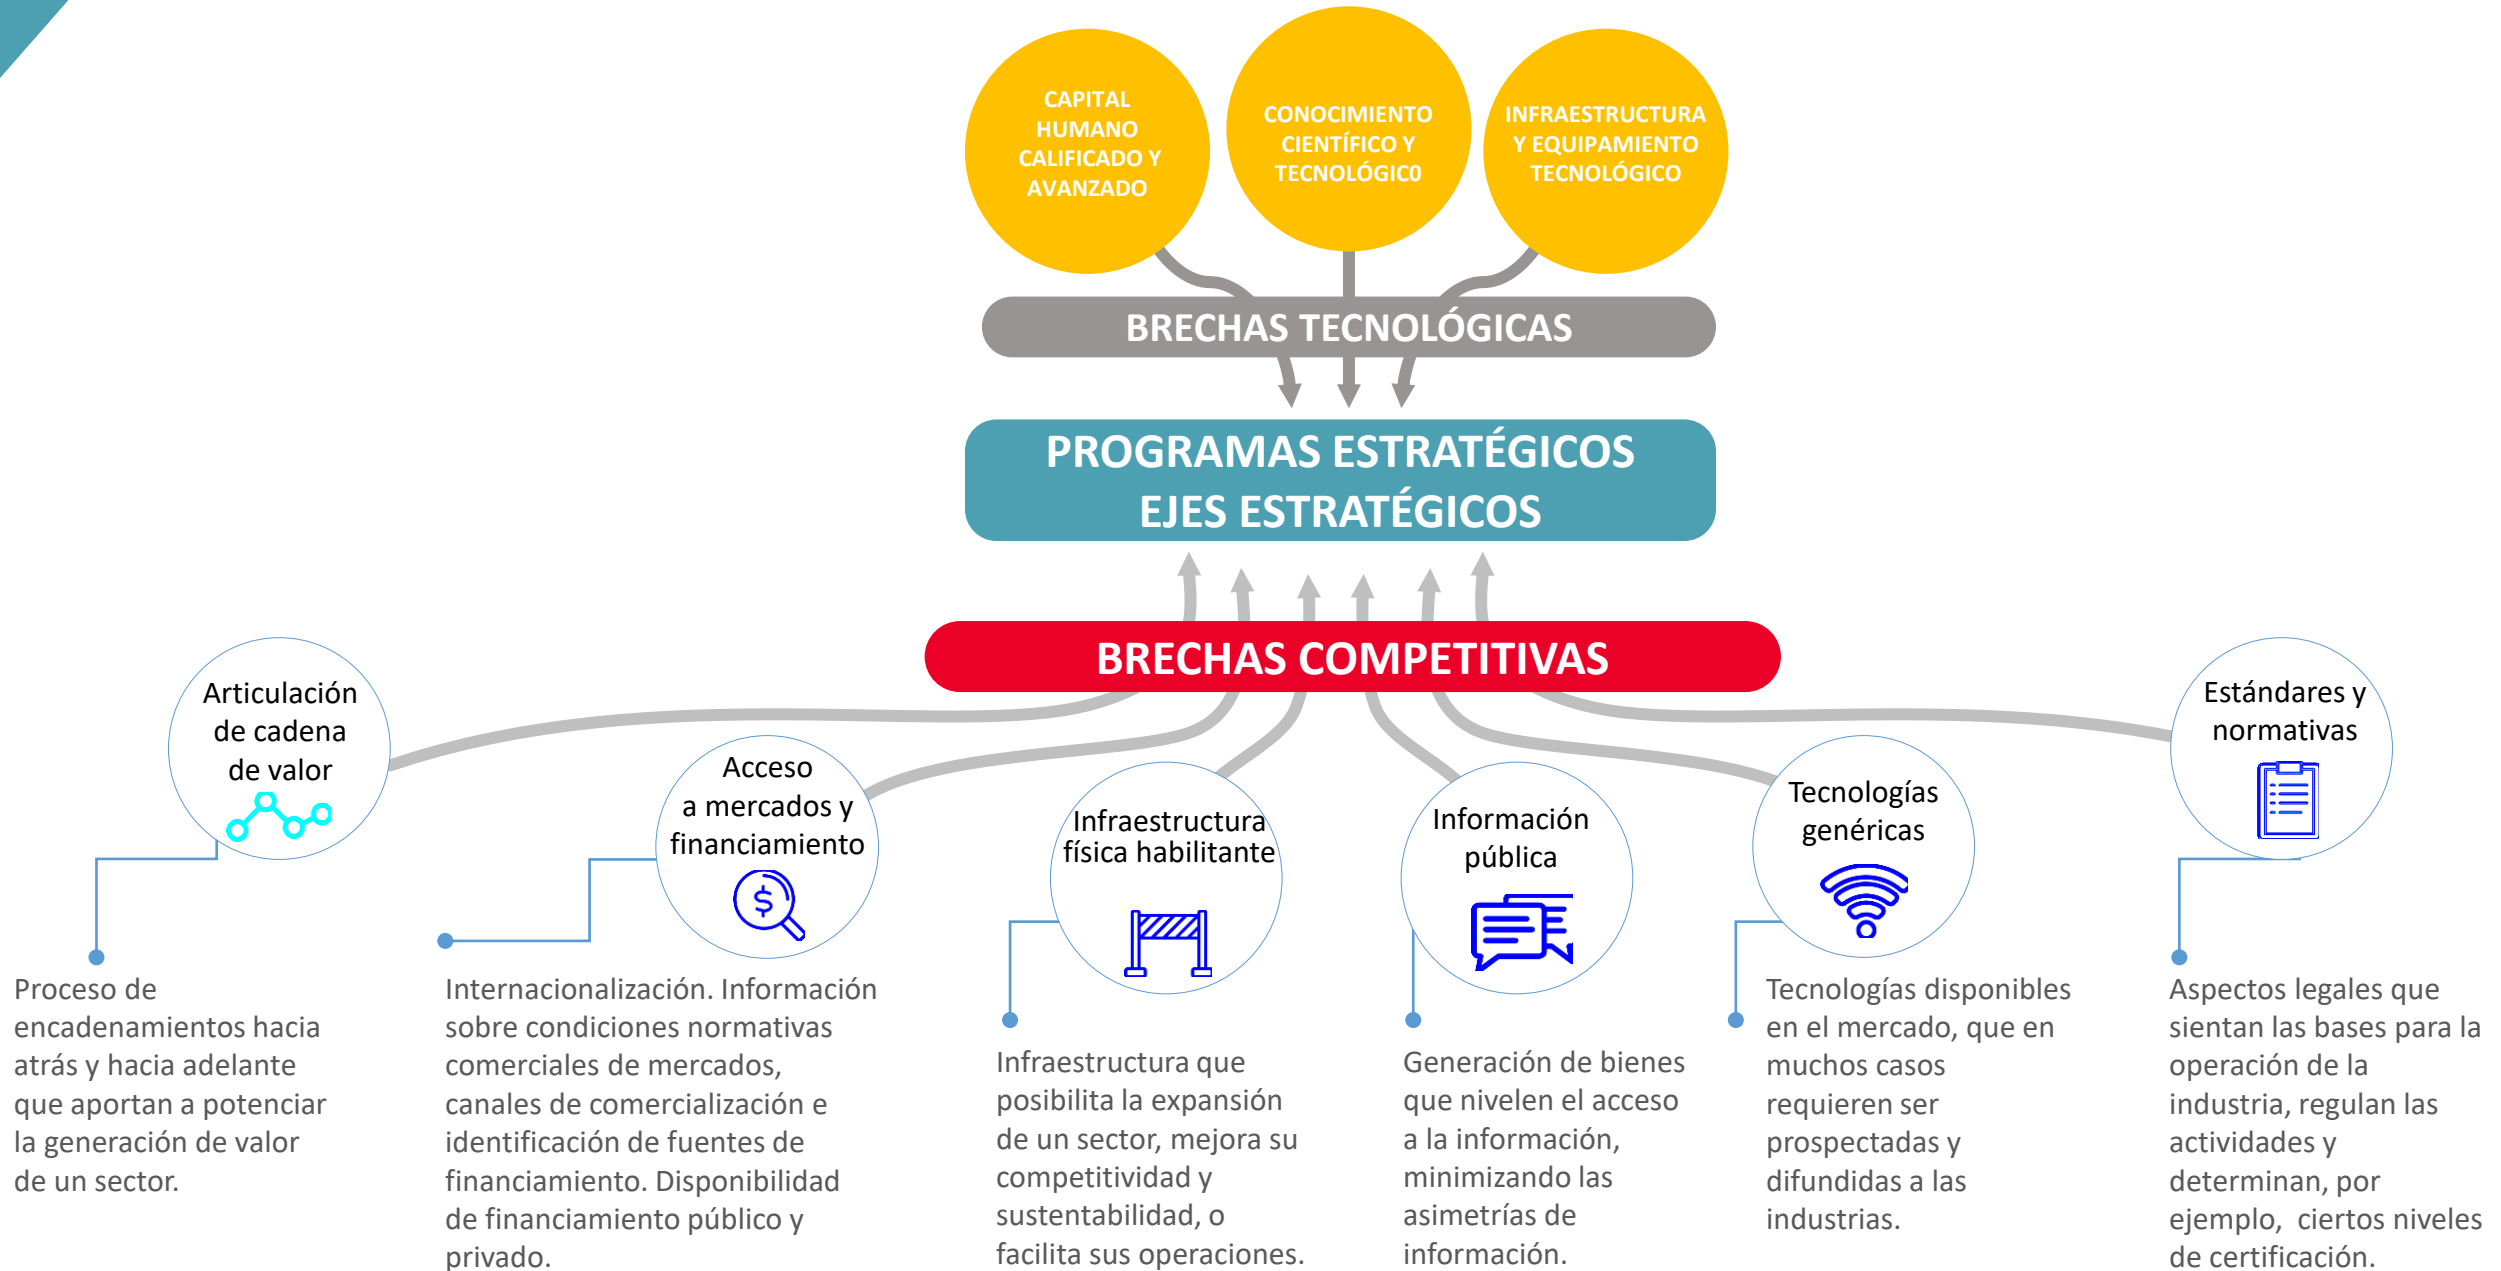 CAPITAL
HUMANO
CALIFICADO Y
AVANZADO
CONOCIMIENTO
CIENTÍFICO Y
TECNOLÓGIC0
INFRAESTRUCTURA
Y EQUIPAMIENTO
TECNOLÓGICO
BRECHAS TECNOLÓGICAS
PROGRAMAS ESTRATÉGICOS
EJES ESTRATÉGICOS
BRECHAS COMPETITIVAS
Articulación
de cadena
de valor
Acceso
a mercados y
financiamiento
$
Infraestructura
física habilitante
Información
pública
Tecnologías
genéricas
Estándares y
normativas
Proceso de
encadenamientos hacia
atrás y hacia adelante
que aportan a potenciar
la generación de valor
de un sector.
Internacionalización. Información
sobre condiciones normativas
comerciales de mercados,
canales de comercialización e
identificación de fuentes de
financiamiento. Disponibilidad
de financiamiento público y
privado.
Infraestructura que
posibilita la expansión
de un sector, mejora su
competitividad y
sustentabilidad, o
facilita sus operaciones.
Generación de bienes
que nivelen el acceso
a la información,
minimizando las
asimetrías de
información.
Tecnologías disponibles
en el mercado, que en
muchos casos
requieren ser
prospectadas y
difundidas a las
industrias.
Aspectos legales que
sientan las bases para la
operación de la
industria, regulan las
actividades y
determinan, por
ejemplo,  ciertos niveles
de certificación.